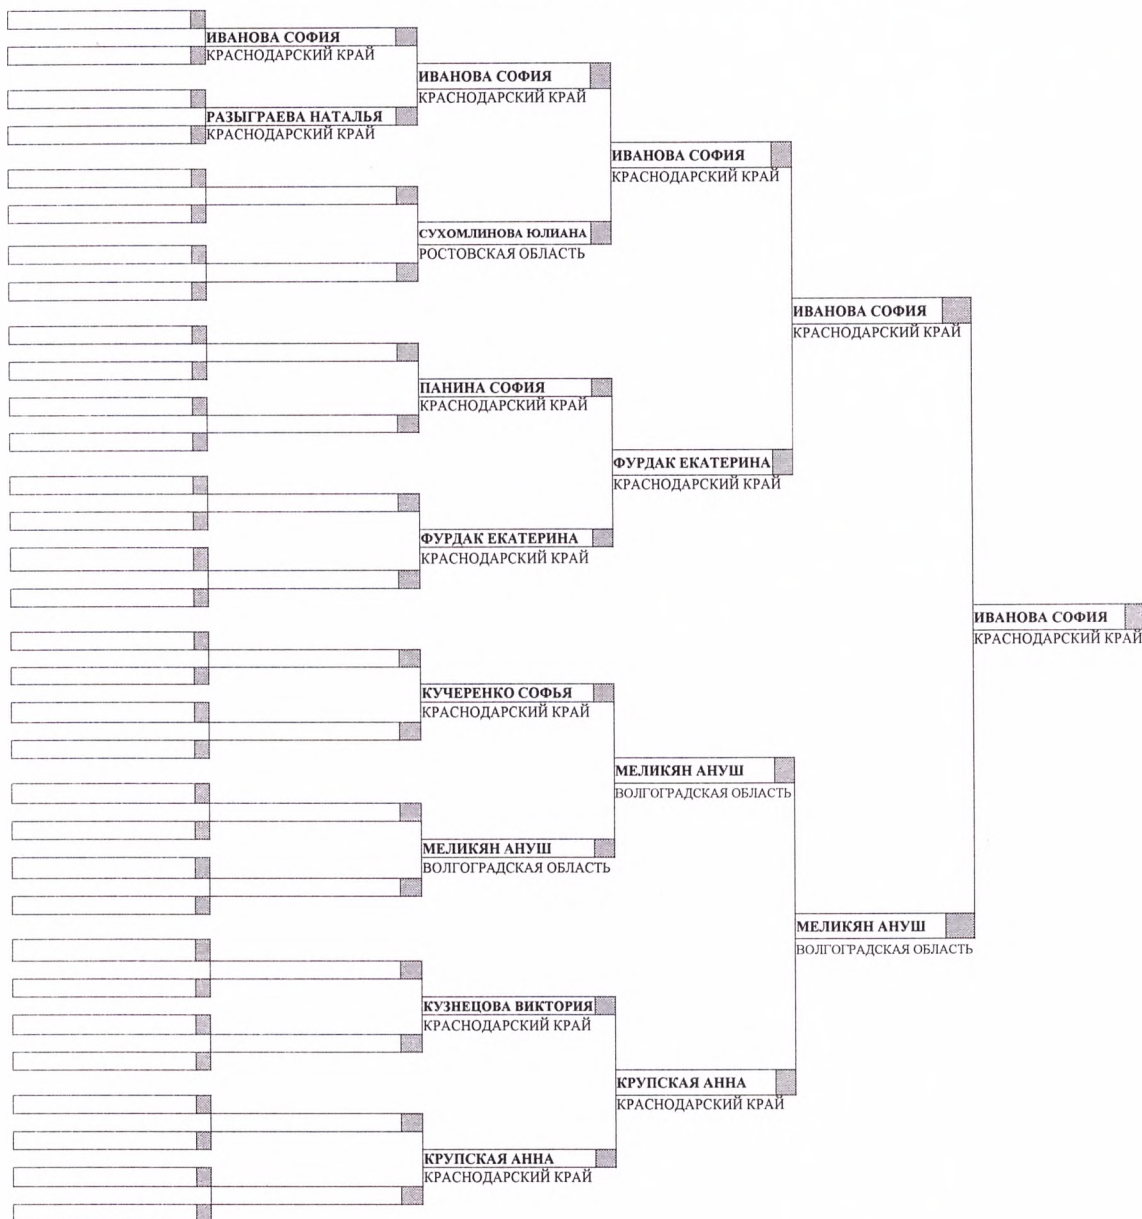 ИВАНОВА СОФИЯ
КРАСНОДАРСКИЙ КРАЙ
РАЗЫГРАЕВА НАТАЛЬЯ
КРАСНОДАРСКИЙ КРАЙ
ИВАНОВА СОФИЯ
КРАСНОДАРСКИЙ КРАЙ
СУХОМЛИНОВА ЮЛИАНА
РОСТОВСКАЯ ОБЛАСТЬ
ПАНИНА СОФИЯ
КРАСНОДАРСКИЙ КРАЙ
ФУРДАК ЕКАТЕРИНА
КРАСНОДАРСКИЙ КРАЙ
КУЧЕРЕНКО СОФЬЯ
КРАСНОДАРСКИЙ КРАЙ
МЕЛИКЯН АНУШ
ВОЛГОГРАДСКАЯ ОБЛАСТЬ
КУЗНЕЦОВА ВИКТОРИЯ
КРАСНОДАРСКИЙ КРАЙ
КРУПСКАЯ АННА
КРАСНОДАРСКИЙ КРАЙ
ИВАНОВА СОФИЯ
КРАСНОДАРСКИЙ КРАЙ
ФУРДАК ЕКАТЕРИНА
КРАСНОДАРСКИЙ КРАЙ
МЕЛИКЯН АНУШ
ВОЛГОГРАДСКАЯ ОБЛАСТЬ
КРУПСКАЯ АННА
КРАСНОДАРСКИЙ КРАЙ
ИВАНОВА СОФИЯ
КРАСНОДАРСКИЙ КРАЙ
МЕЛИКЯН АНУШ
ВОЛГОГРАДСКАЯ ОБЛАСТЬ
ИВАНОВА СОФИЯ
КРАСНОДАРСКИЙ КРАЙ